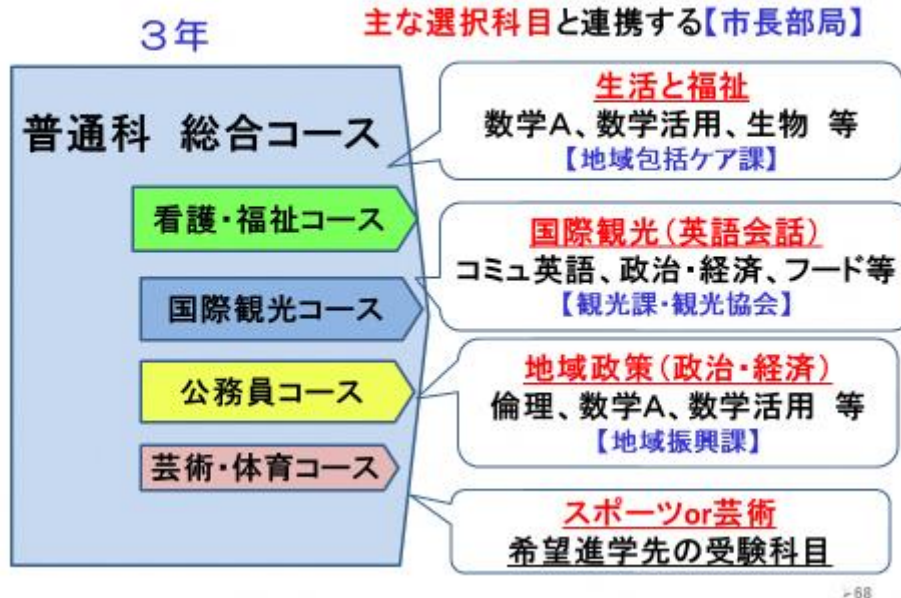 3年
主な選択科目と連携する【市長部局】
普通科 総合コース
看護・福祉コース
国際観光コース
公務員コース
芸術・体育コース
生活と福祉
数学A、数学活用、生物 等
【地域包括ケア課】
国際観光(英語会話)
コミュ英語、政治・経済、フード等
【観光課・観光協会】
地域政策(政治・経済)
倫理、数学A、数学活用 等
【地域振興課】
スポーツor芸術
希望進学先の受験科目